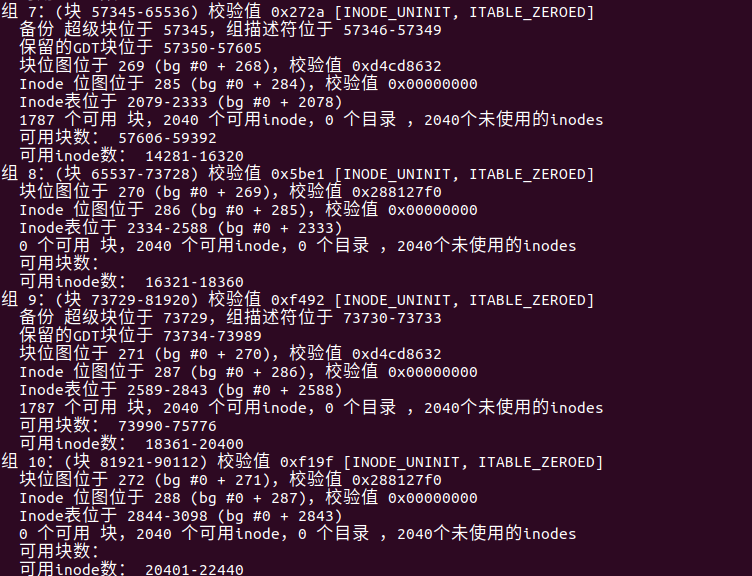 组 7：(块 57345-65536) 校验值 0x272a [INODE_UNINIT, ITABLE_ZEROED]
备份 超级块位于 57345，组描述符位于 57346-57349
保留的GDT块位于 57350-57605
块位图位于 269 (bg #0 + 268)，校验值 0xd4cd8632
Inode 位图位于 285 (bg #0 + 284)，校验值 0x00000000
Inode表位于 2079-2333 (bg #0 + 2078)
1787 个可用 块，2040 个可用inode，0 个目录 ，2040个未使用的inodes
可用块数： 57606-59392
可用inode数： 14281-16320
组 8：(块 65537-73728) 校验值 0x5be1 [INODE_UNINIT, ITABLE_ZEROED]
块位图位于 270 (bg #0 + 269)，校验值 0x288127f0
Inode 位图位于 286 (bg #0 + 285)，校验值 0x00000000
Inode表位于 2334-2588 (bg #0 + 2333)
0 个可用 块，2040 个可用inode，0 个目录 ，2040个未使用的inodes
可用块数：
可用inode数： 16321-18360
组 9：(块 73729-81920) 校验值 0xf492 [INODE_UNINIT, ITABLE_ZEROED]
备份 超级块位于 73729，组描述符位于 73730-73733
保留的GDT块位于 73734-73989
块位图位于 271 (bg #0 + 270)，校验值 0xd4cd8632
Inode 位图位于 287 (bg #0 + 286)，校验值 0x00000000
Inode表位于 2589-2843 (bg #0 + 2588)
1787 个可用 块，2040 个可用inode，0 个目录 ，2040个未使用的inodes
可用块数： 73990-75776
可用inode数： 18361-20400
组 10：(块 81921-90112) 校验值 0xf19f [INODE_UNINIT, ITABLE_ZEROED]
块位图位于 272 (bg #0 + 271)，校验值 0x288127f0
Inode 位图位于 288 (bg #0 + 287)，校验值 0x00000000
Inode表位于 2844-3098 (bg #0 + 2843)
0 个可用 块，2040 个可用inode，0 个目录 ，2040个未使用的inodes
可用块数：
可用inode数： 20401-22440